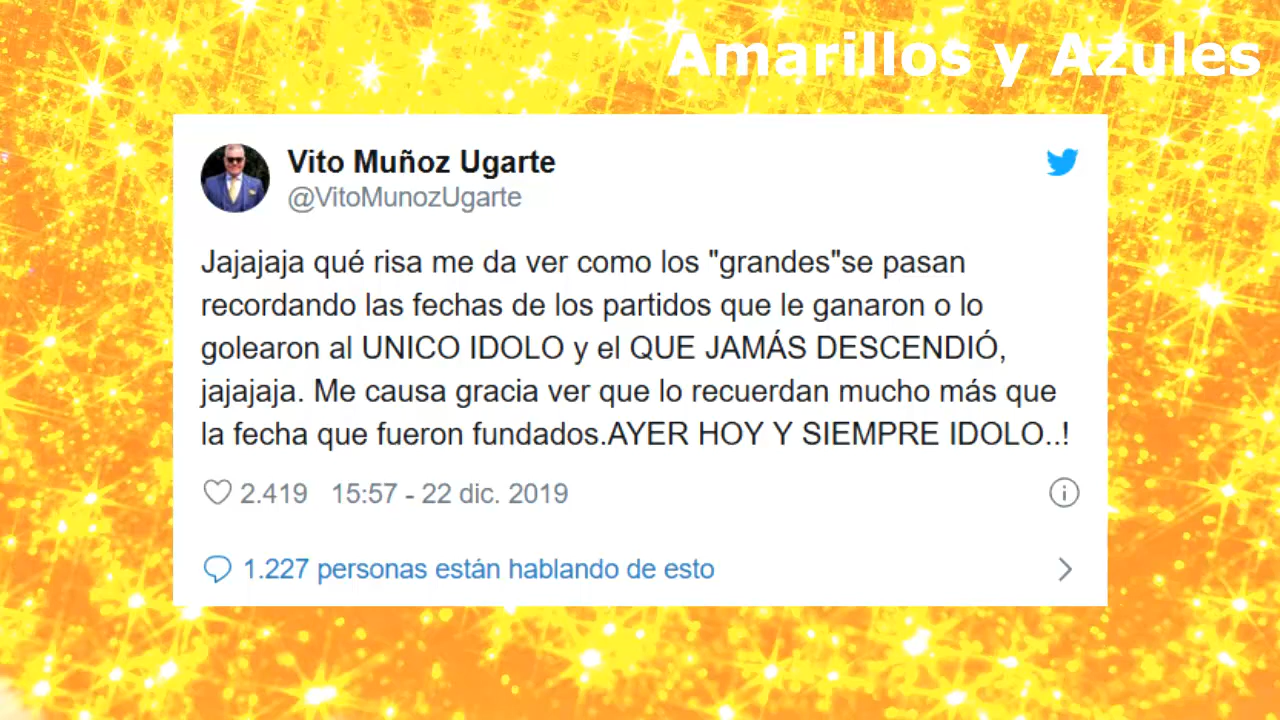 Amarillos y Azules
Vito Muñoz Ugarte
@VitoMunozUgarte
Jajajaja qué risa me da ver como los "grandes"se pasan
recordando las fechas de los partidos que le ganaron o lo
golearon al UNICO IDOLO y el QUE JAMÁS DESCENDIÓ,
jajajaja. Me causa gracia ver que lo recuerdan mucho más que
la fecha que fueron fundados.AYER HOY Y SIEMPRE IDOLO..!
2.419 15:57 - 22 dic. 2019
1.227 personas están hablando de esto